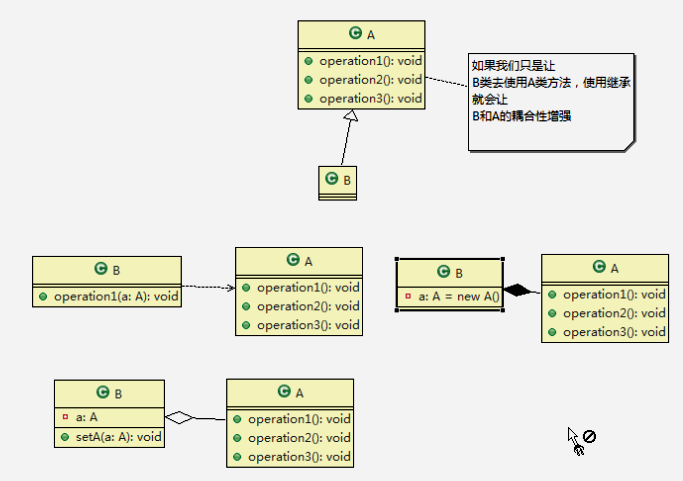 C A
operation1(): void
operation2(): void
operation3(): void
如果我们只是让
B类去使用A类方法，使用继承
就会让
B和A的耦合性增强
C B
C B
operation1(a: A): void
C A
operation1(): void
operation2(): void
operation3(): void
C B
a: A = new A()
C A
operation1(): void
operation2(): void
operation3(): void
C B
a: A
setA(a: A): void
C A
operation1(): void
operation2(): void
operation3(): void